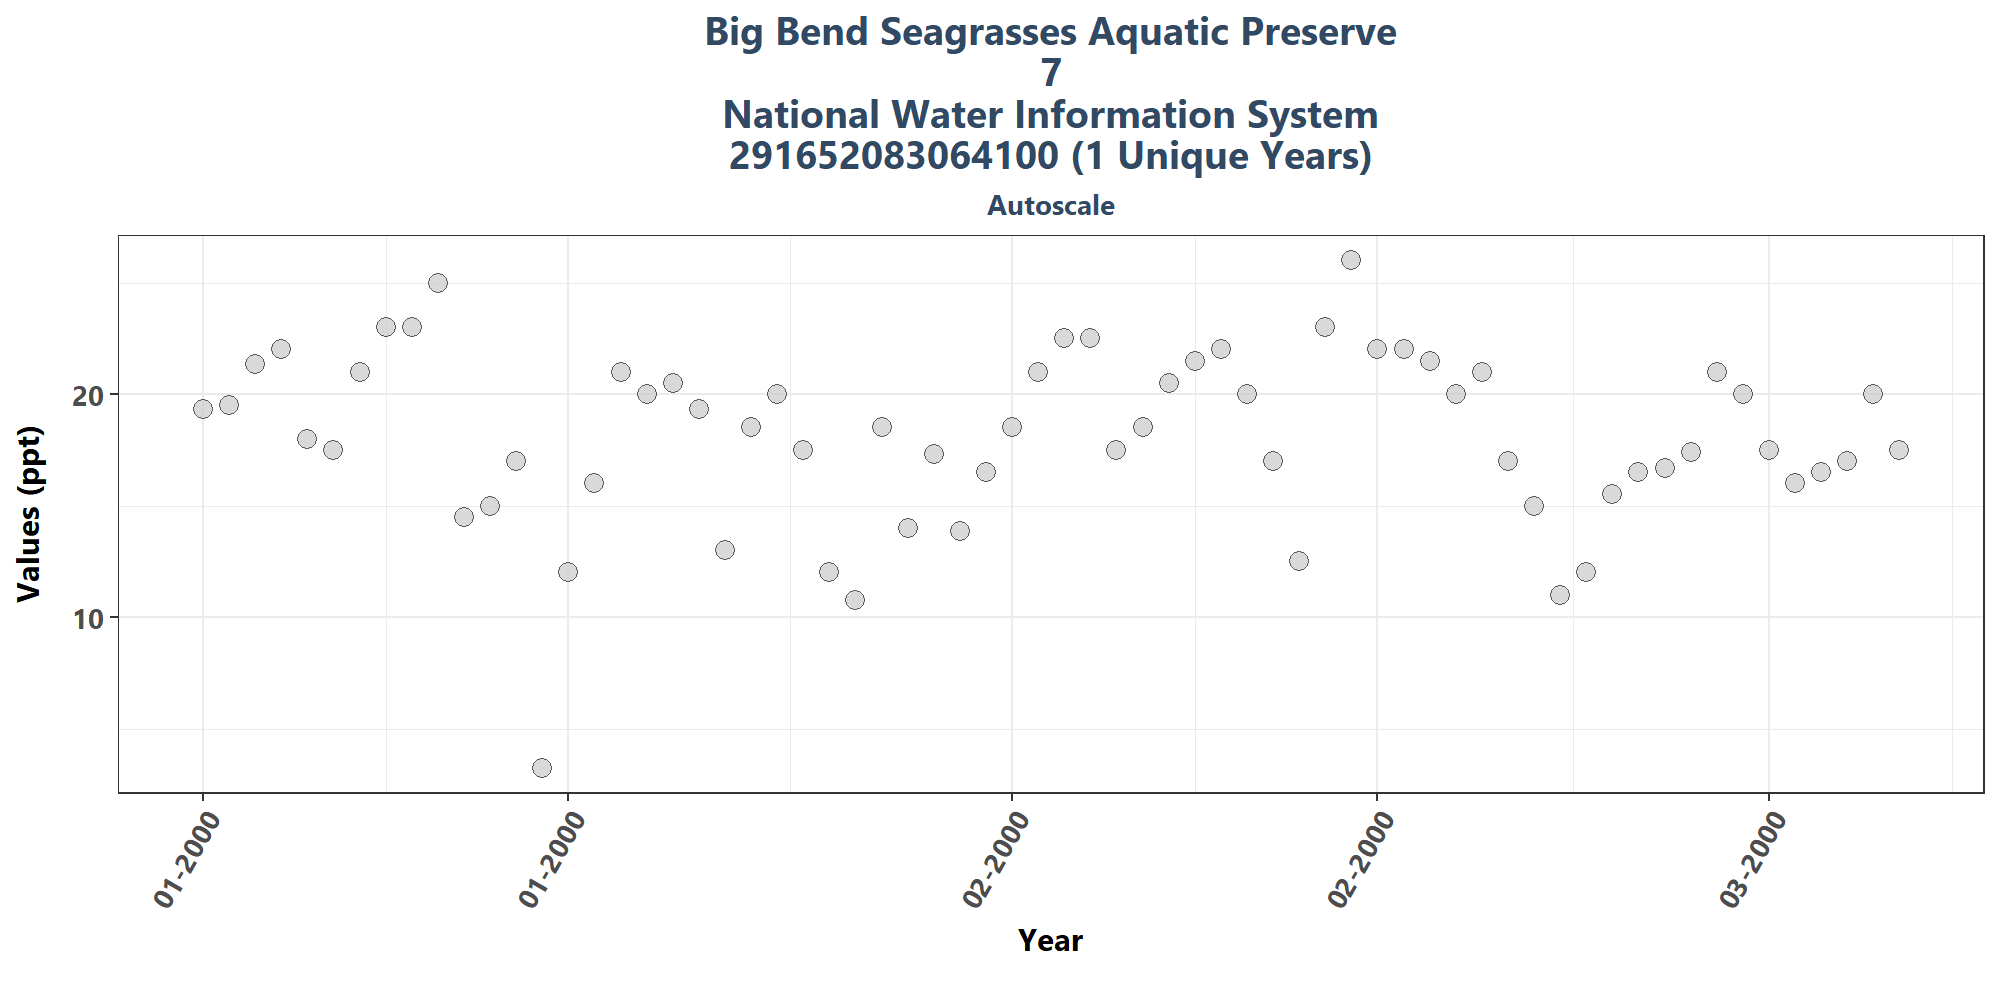 Big Bend Seagrasses Aquatic Preserve
7
National Water Information System
291652083064100 (1 Unique Years)
Autoscale
Values (ppt)
20
10
01-2000
01-2000
02-2000
02-2000
03-2000
Year